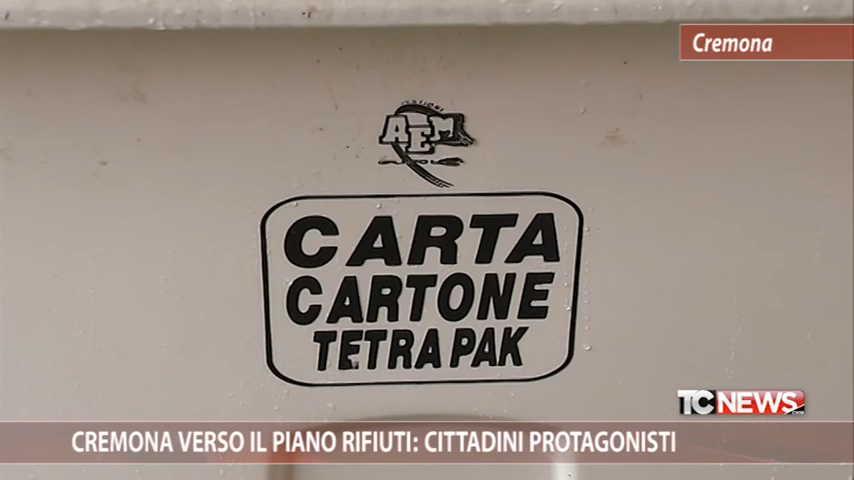 Cremona
AEM
CARTA
CARTONE
TETRA PAK
TCNEWS
CREMONA VERSO IL PIANO RIFIUTI: CITTADINI PROTAGONISTI